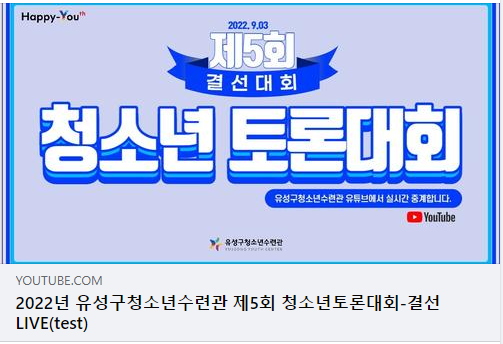 Happy-Youth
2022. 9.03
제5회
결선대회
청소년 토론대회
유성구청소년수련관 유튜브에서 실시간 중계합니다.
YouTube
유성구청소년수련관
YUSUNG YOUTH CENTER
YOUTUBE.COM
2022년 유성구청소년수련관 제5회 청소년토론대회-결선
LIVE(test)